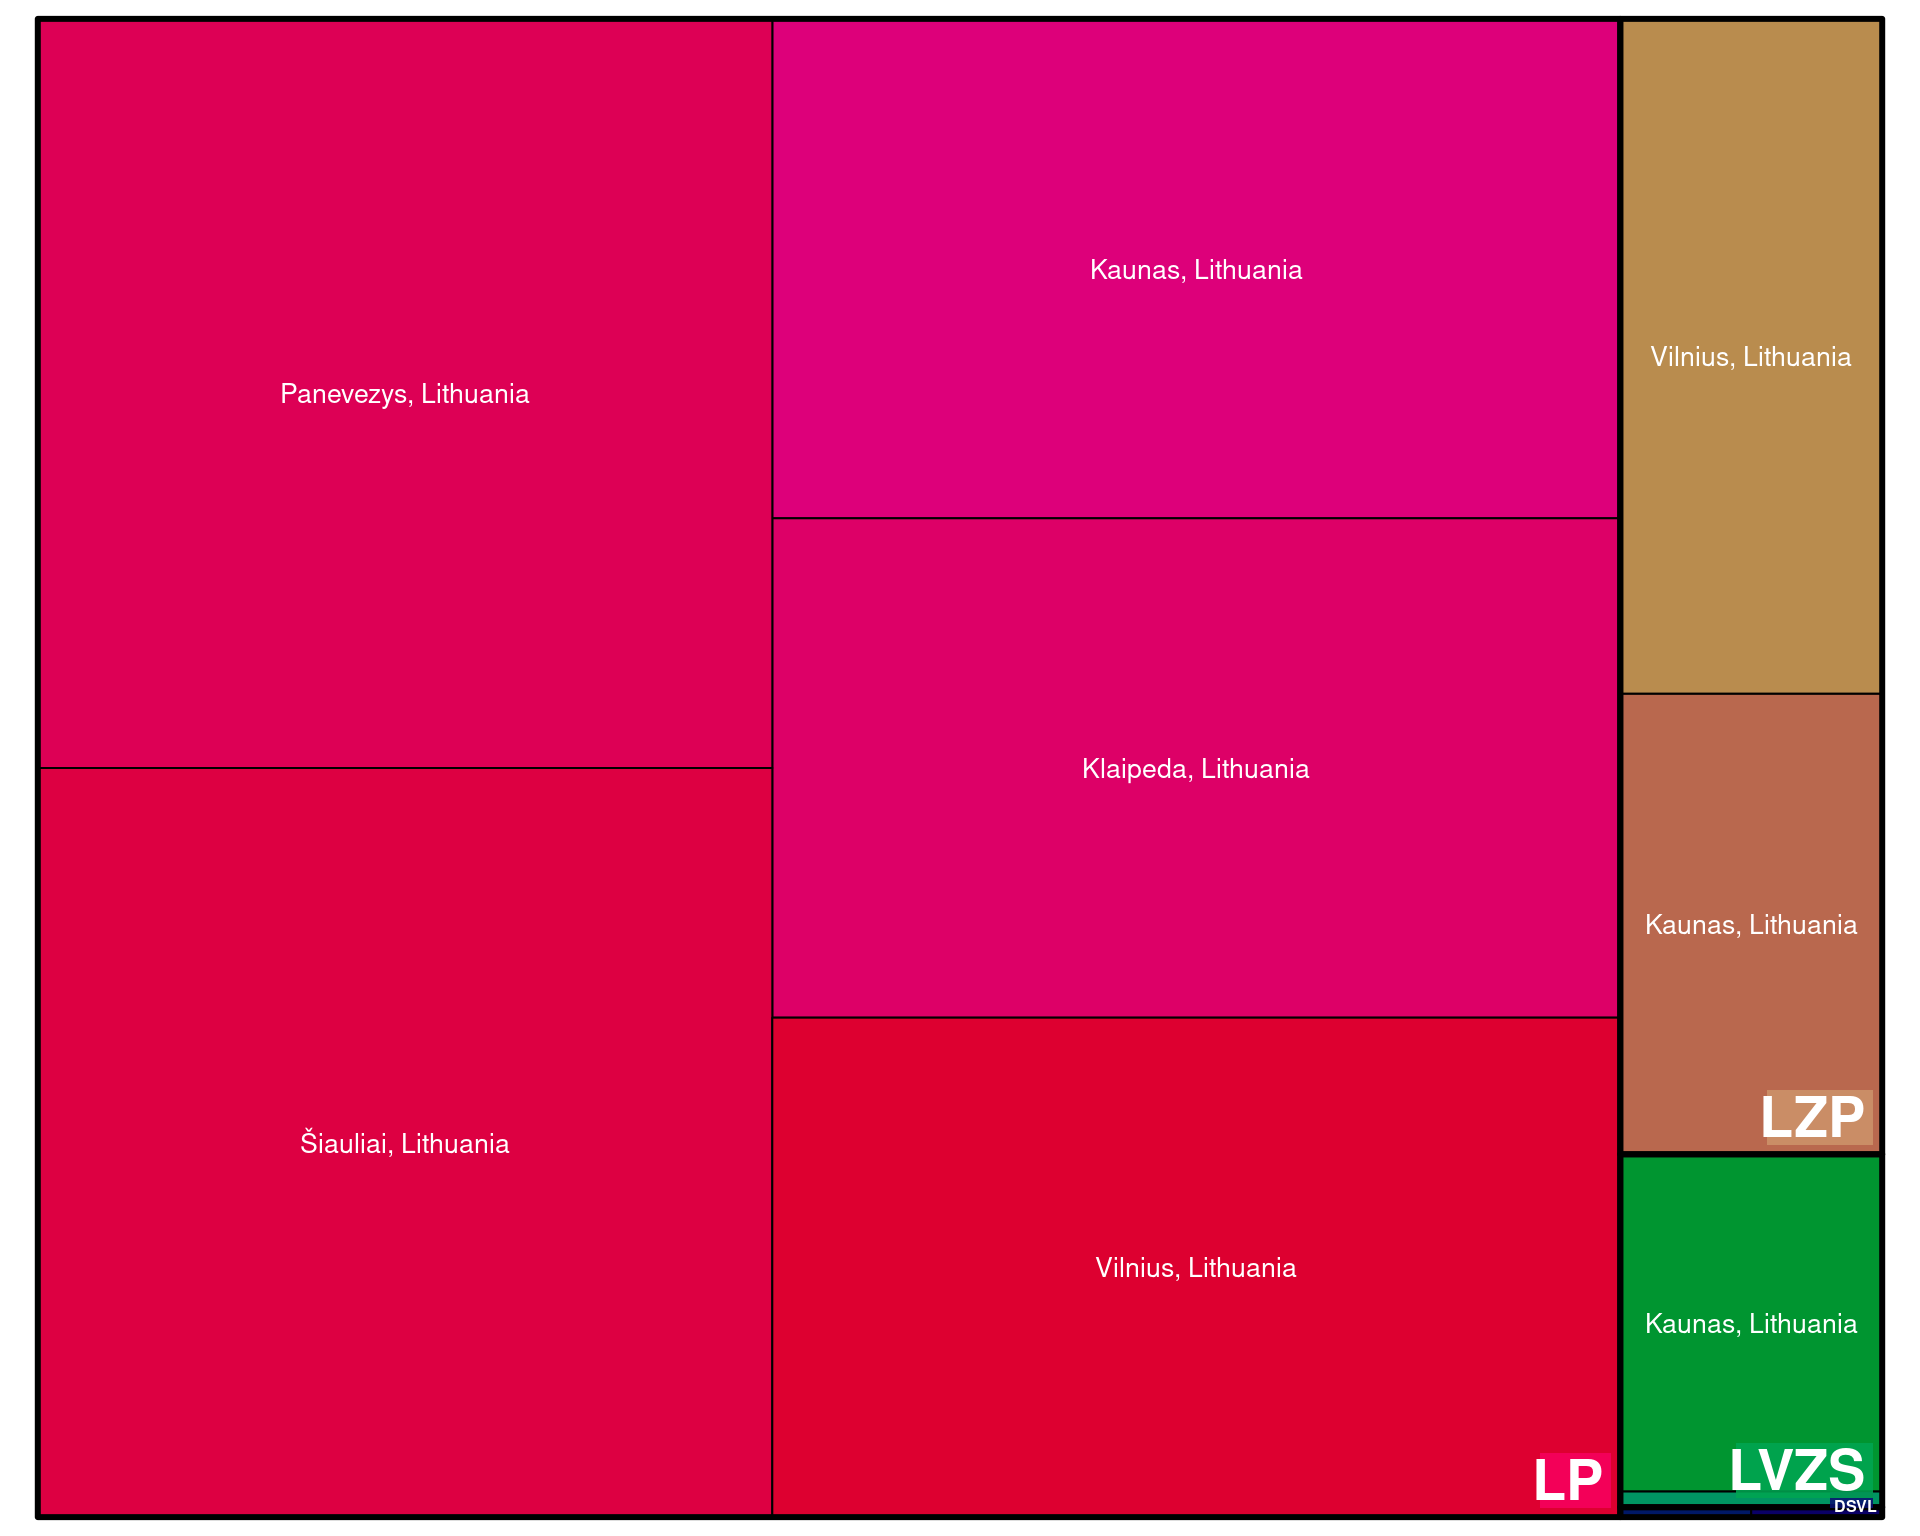 Panevezys, Lithuania
Šiauliai, Lithuania
Kaunas, Lithuania
Klaipeda, Lithuania
Vilnius, Lithuania
LP
Vilnius, Lithuania
Kaunas, Lithuania
LZP
Kaunas, Lithuania
LVZS
DSVL